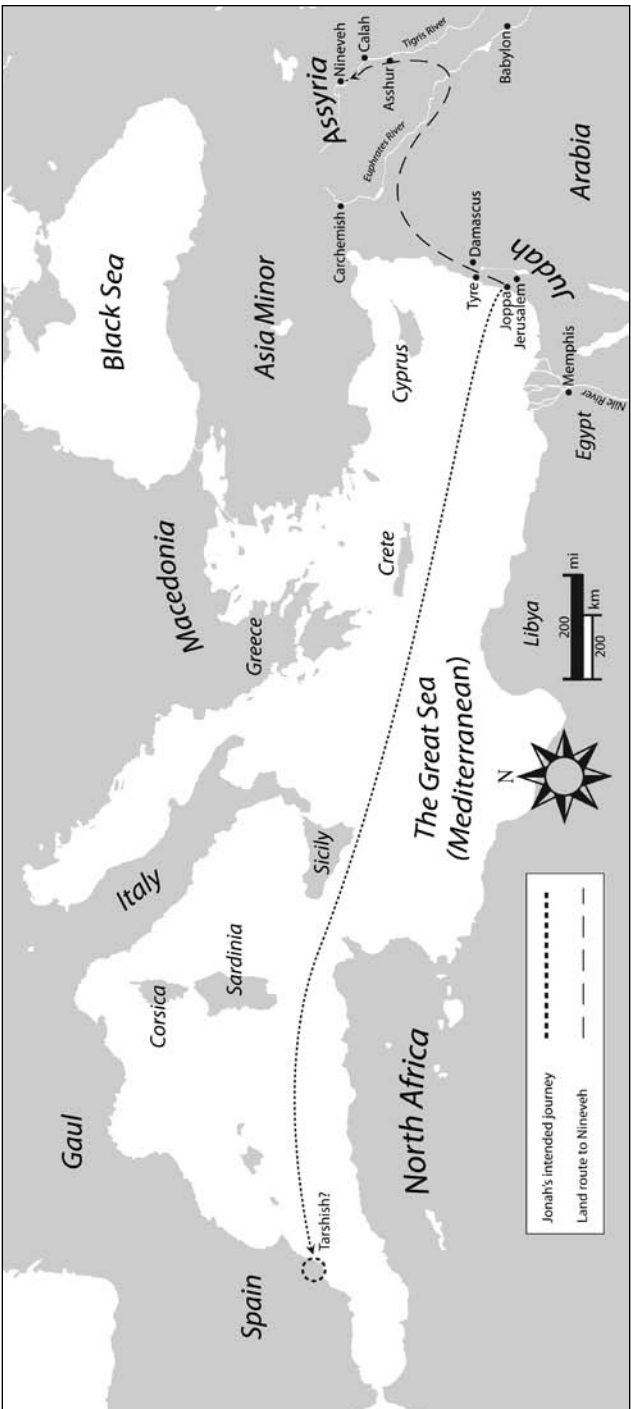 Black Sea
Macedonia
Asia Minor
Assyria
Nineveh
Calah
Tigris River
Asshur
Euphrates River
Babylon
Carchemish
Gaul
Italy
Greece
Corsica
Sardinia
Sicily
Crete
Cyprus
Spain
Tarshish?
The Great Sea
(Mediterranean)
Tyre
Damascus
Joppa
Jerusalem
Judah
Arabia
North Africa
Libya
Egypt
Memphis
Nile River
Jonah's intended journey
Land route to Nineveh
N
200 mi
200 km